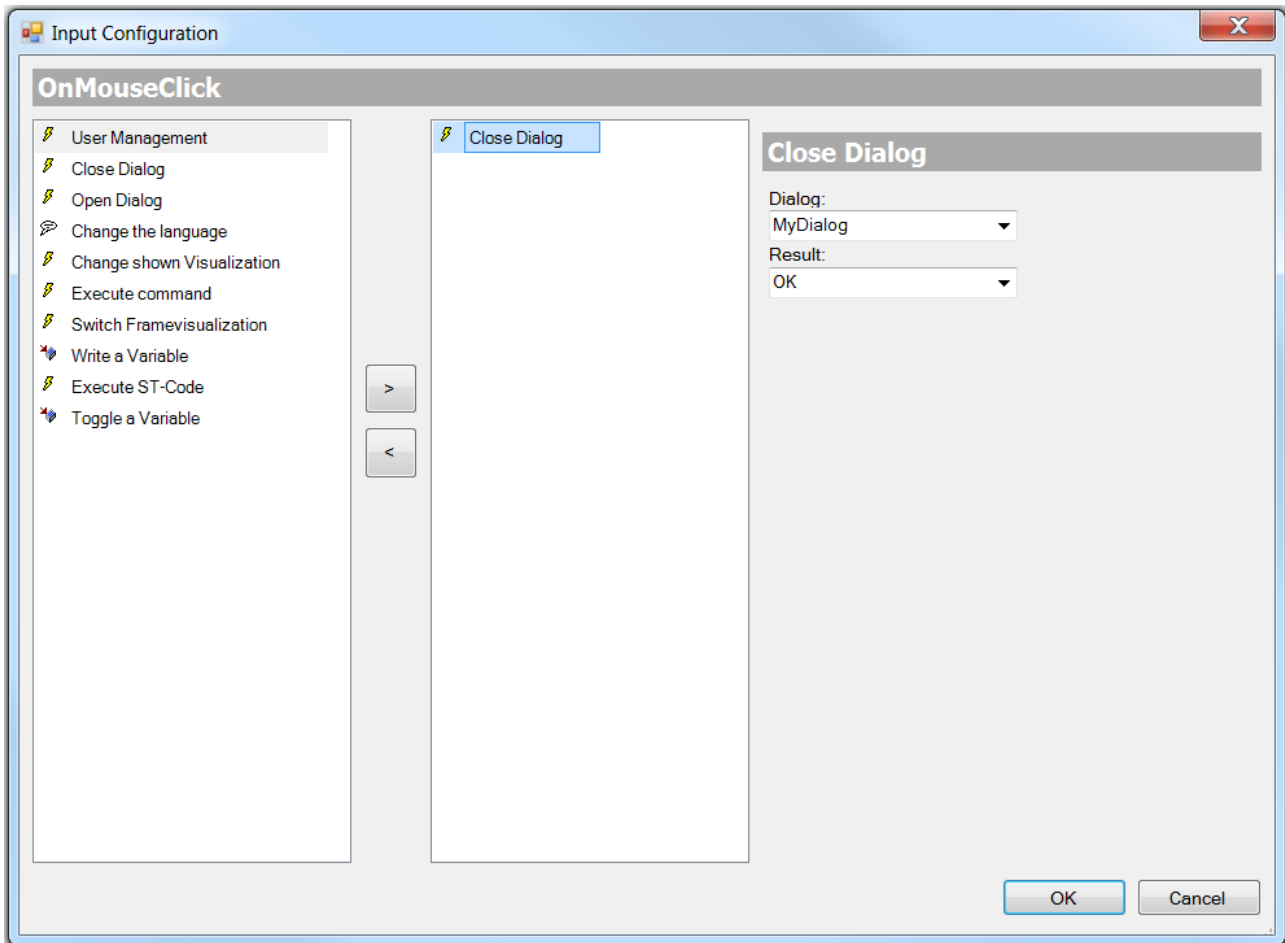 Input Configuration
X
OnMouseClick
User Management
Close Dialog
Open Dialog
Change the language
Change shown Visualization
Execute command
Switch Framevisualization
Write a Variable
Execute ST-Code
Toggle a Variable
>
<
Close Dialog
Close Dialog
Dialog:
MyDialog
Result:
OK
OK
Cancel